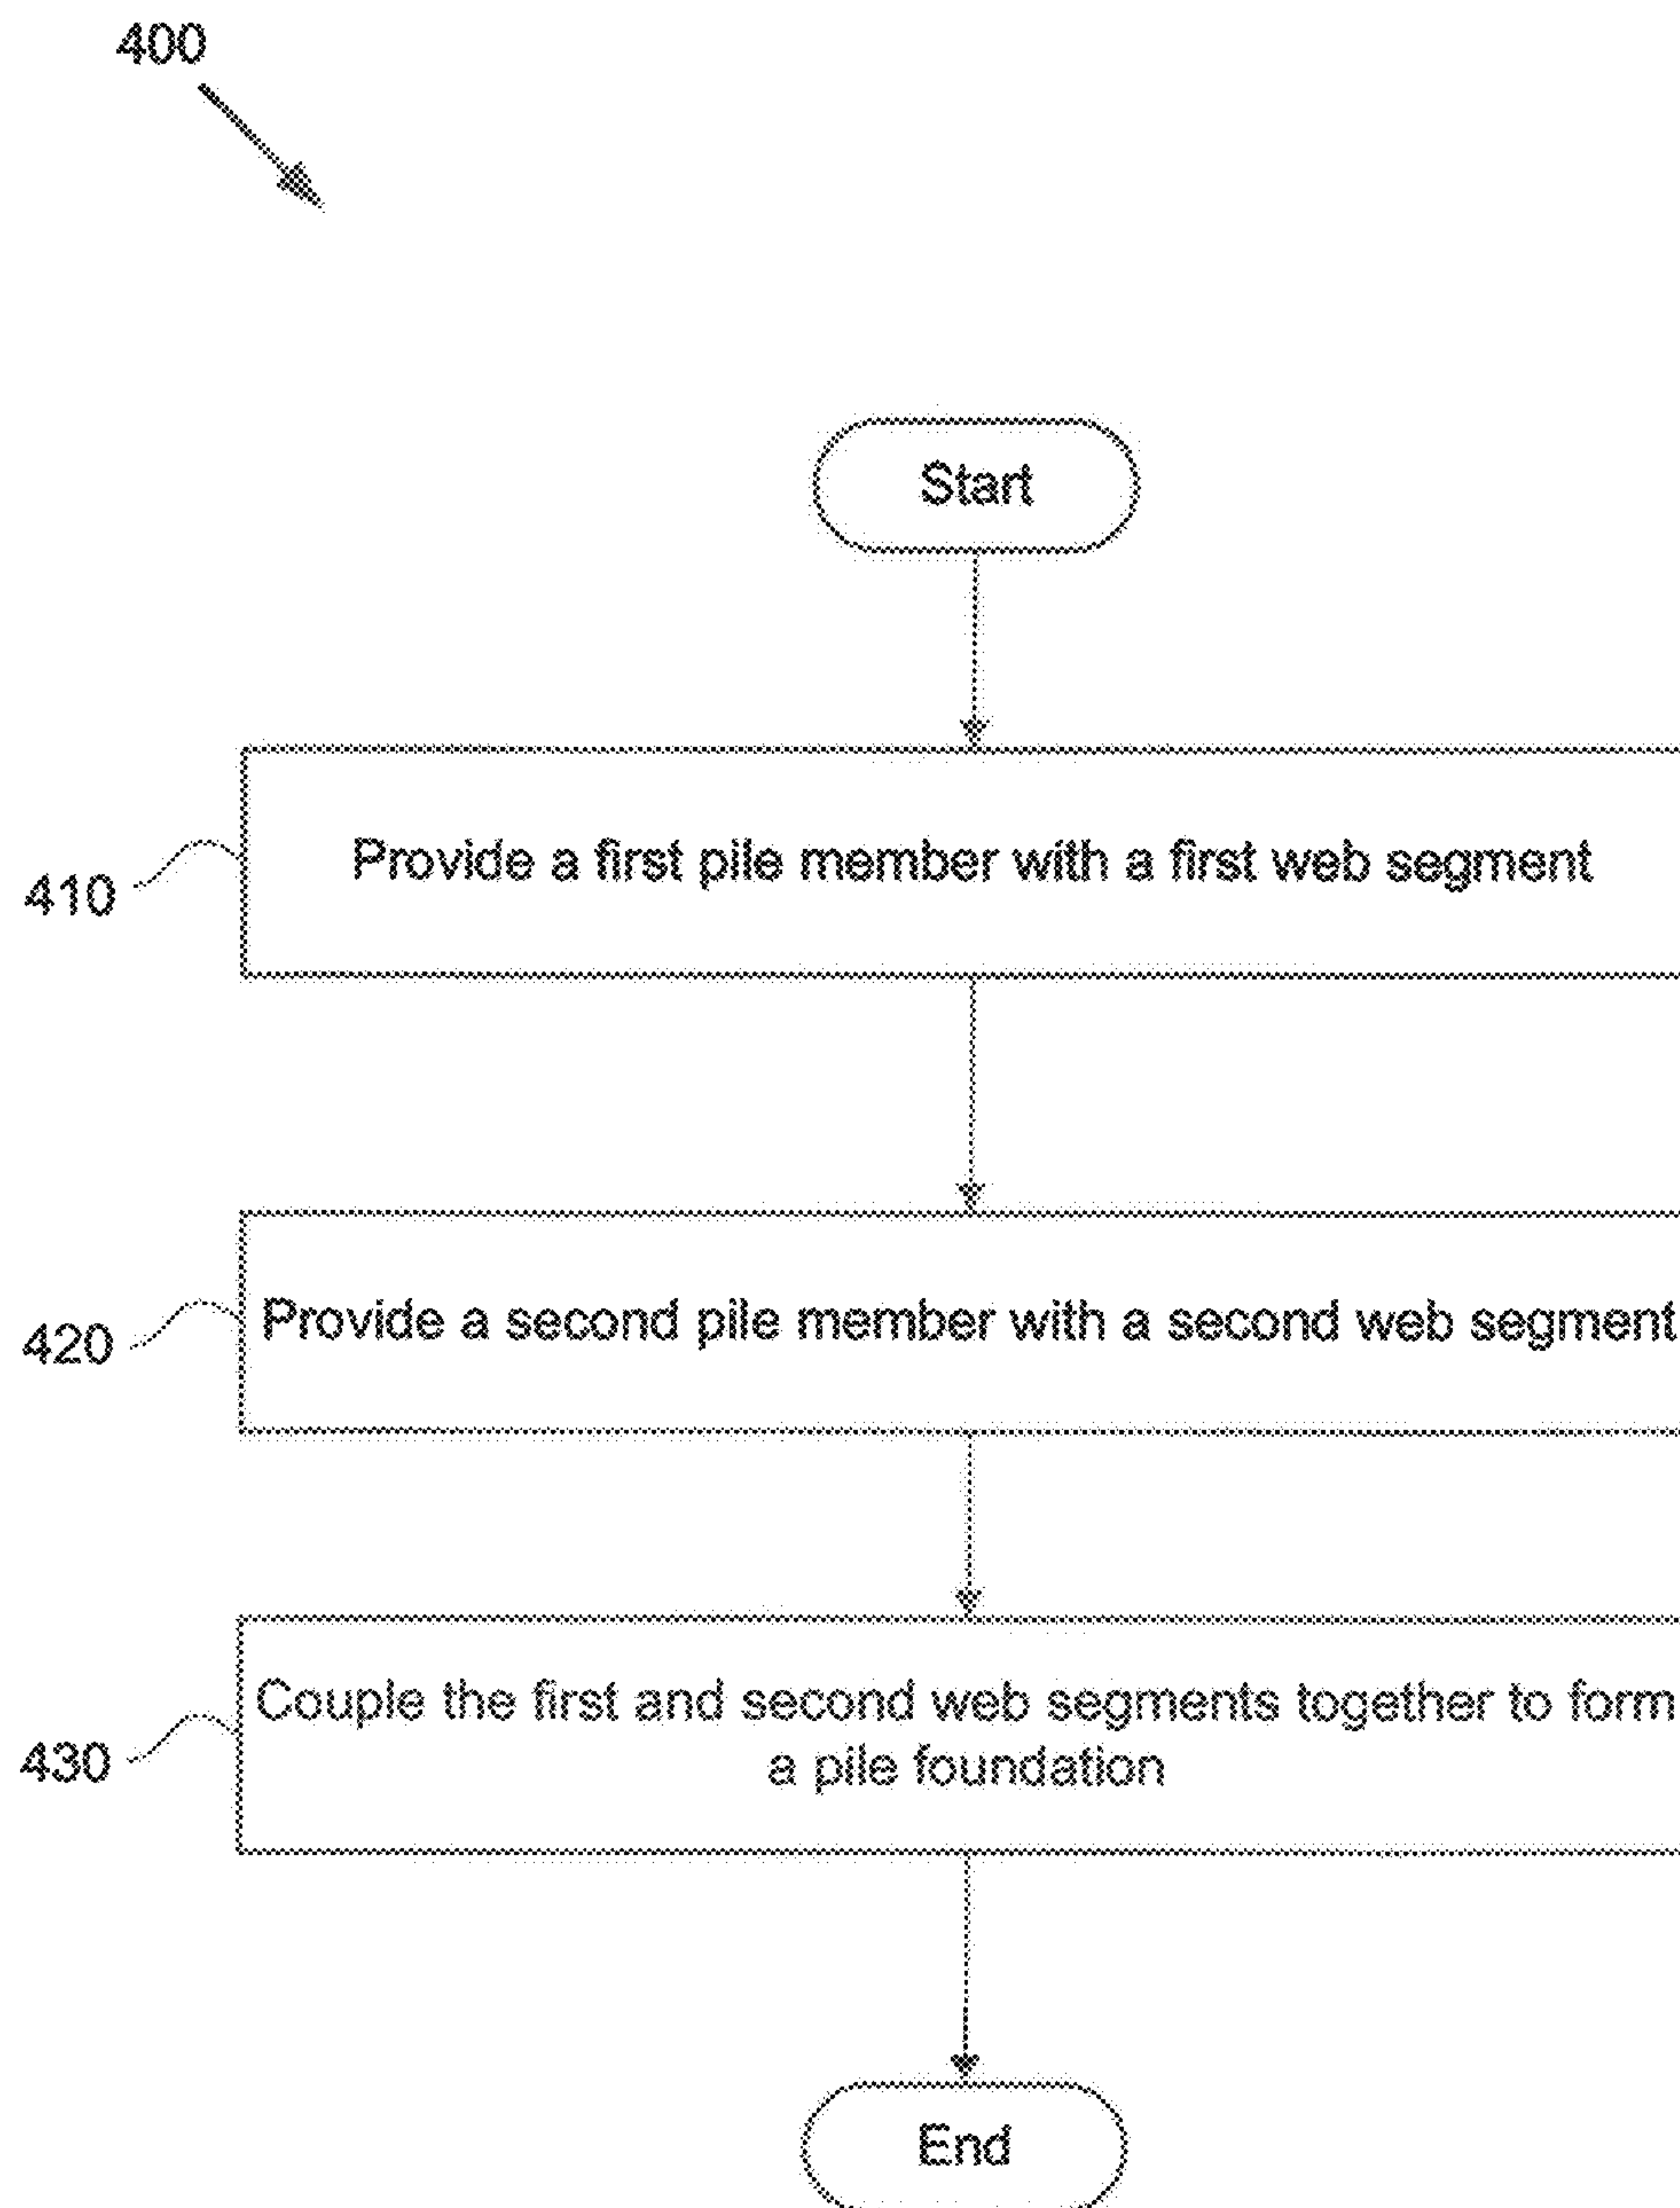 400
Start
Provide a first pile member with a first web segment
410
Provide a second pile member with a second web segment
420
Couple the first and second web segments together to form
a pile foundation
430
End